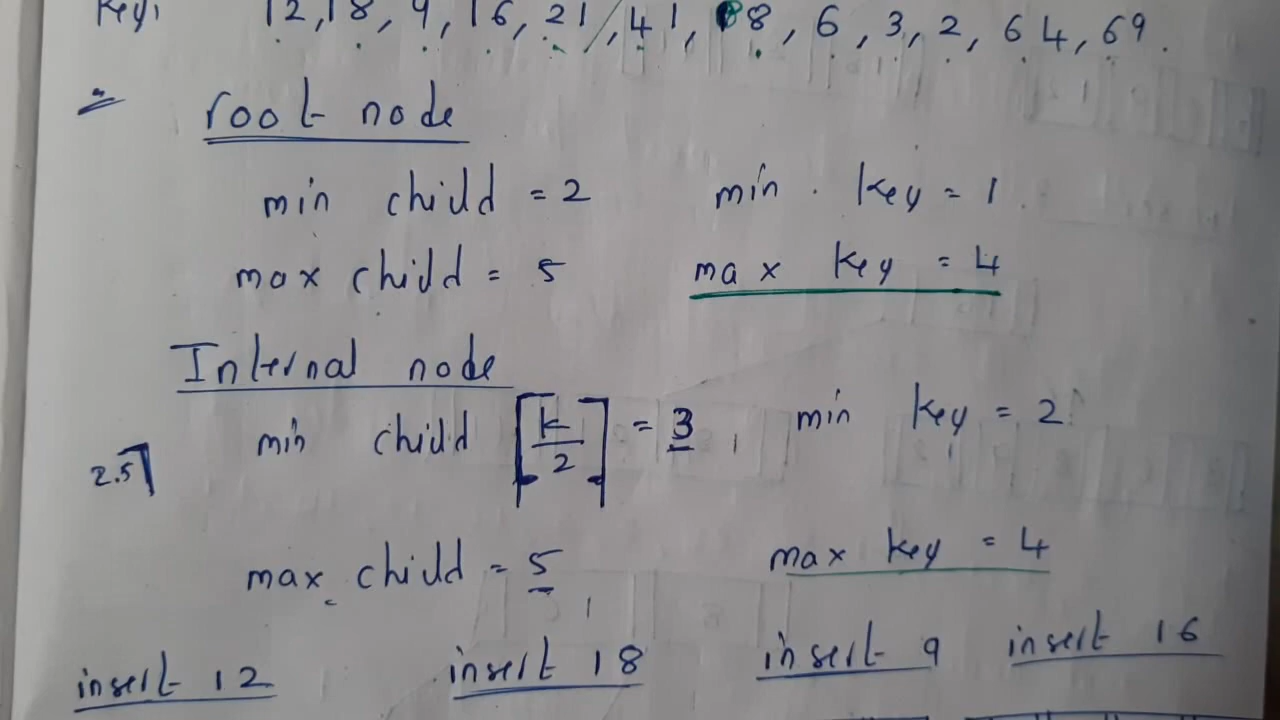 Key, 12, 18, 9, 16, 21, 41, 8, 6, 3, 2, 64, 69.
root node
min child = 2 min. key = 1
max child = 5 max key = 4
Internal node
min child ⌈k/2⌉ = 3, min key = 2
2.5⌉
max child = 5 max key = 4
insert 12 insert 18 insert 9 insert 16